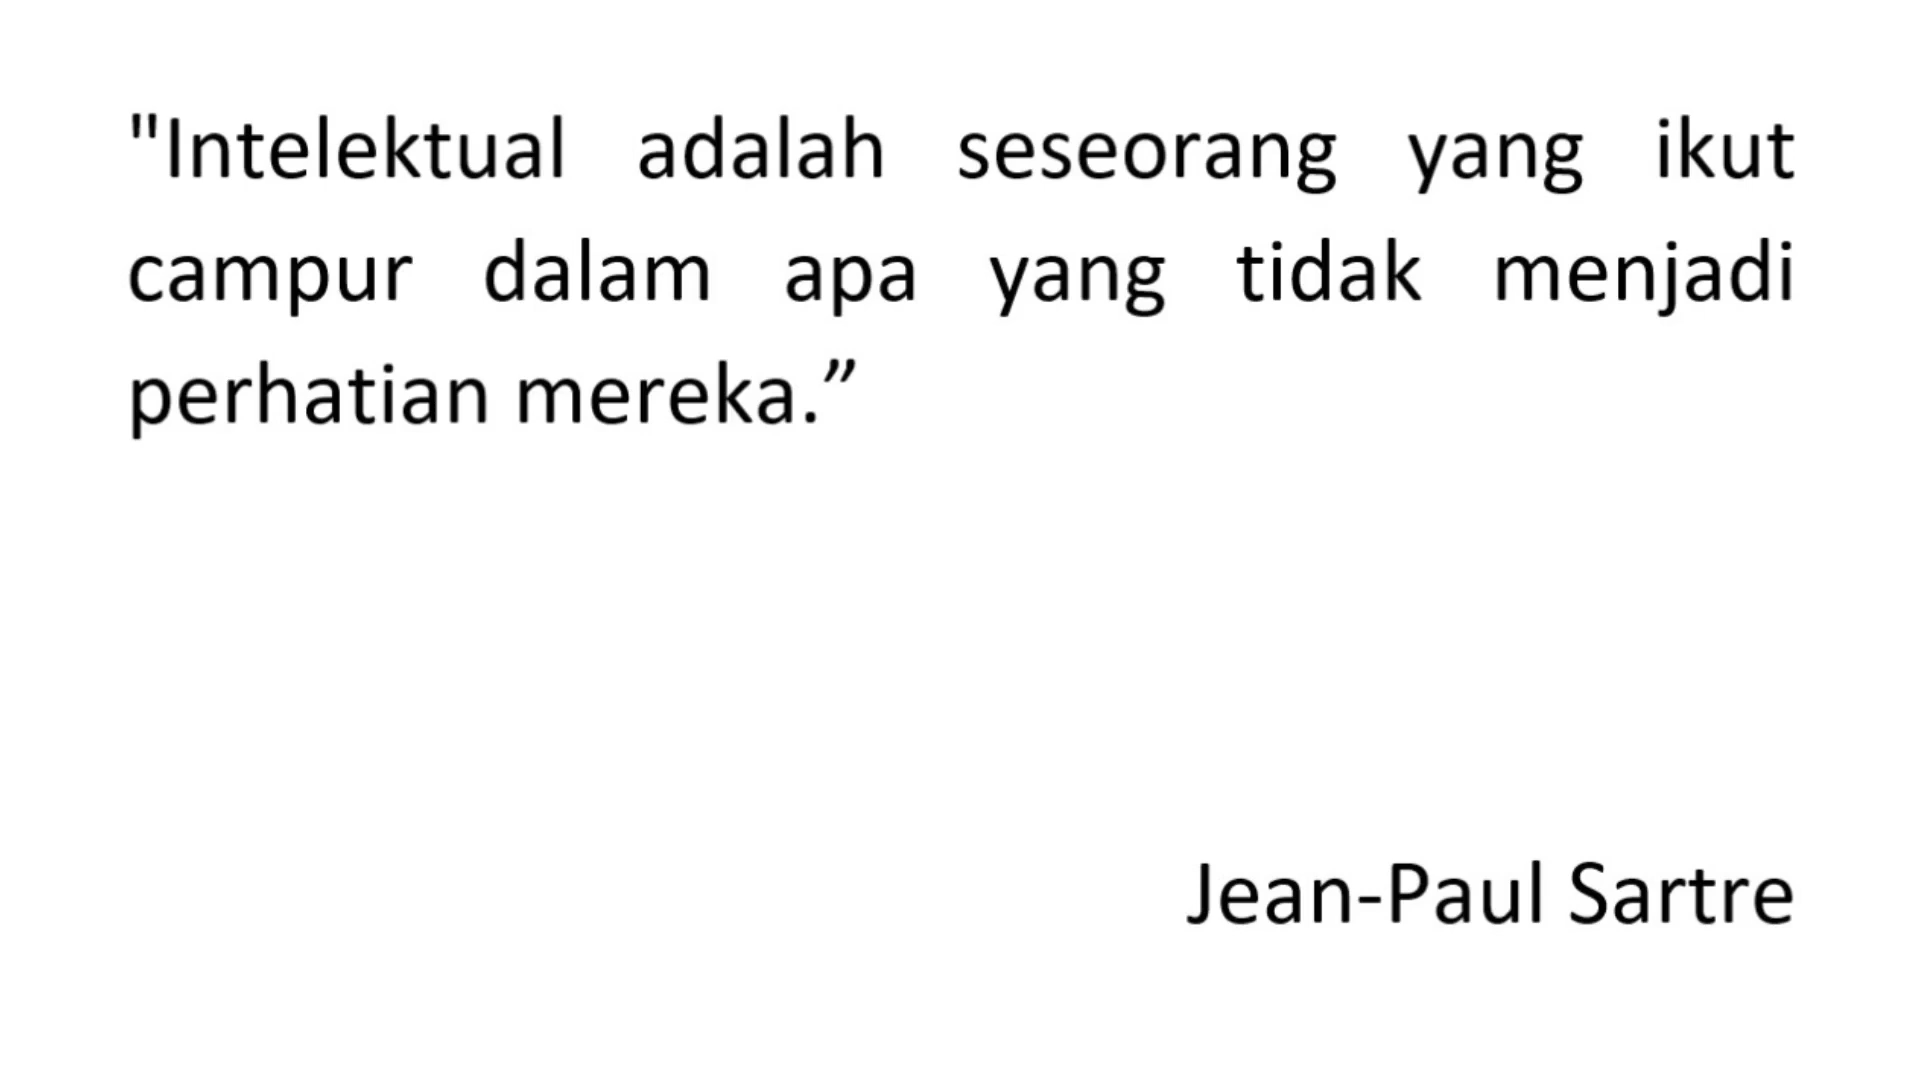 "Intelektual adalah seseorang yang ikut
campur dalam apa yang tidak menjadi
perhatian mereka.”
Jean-Paul Sartre